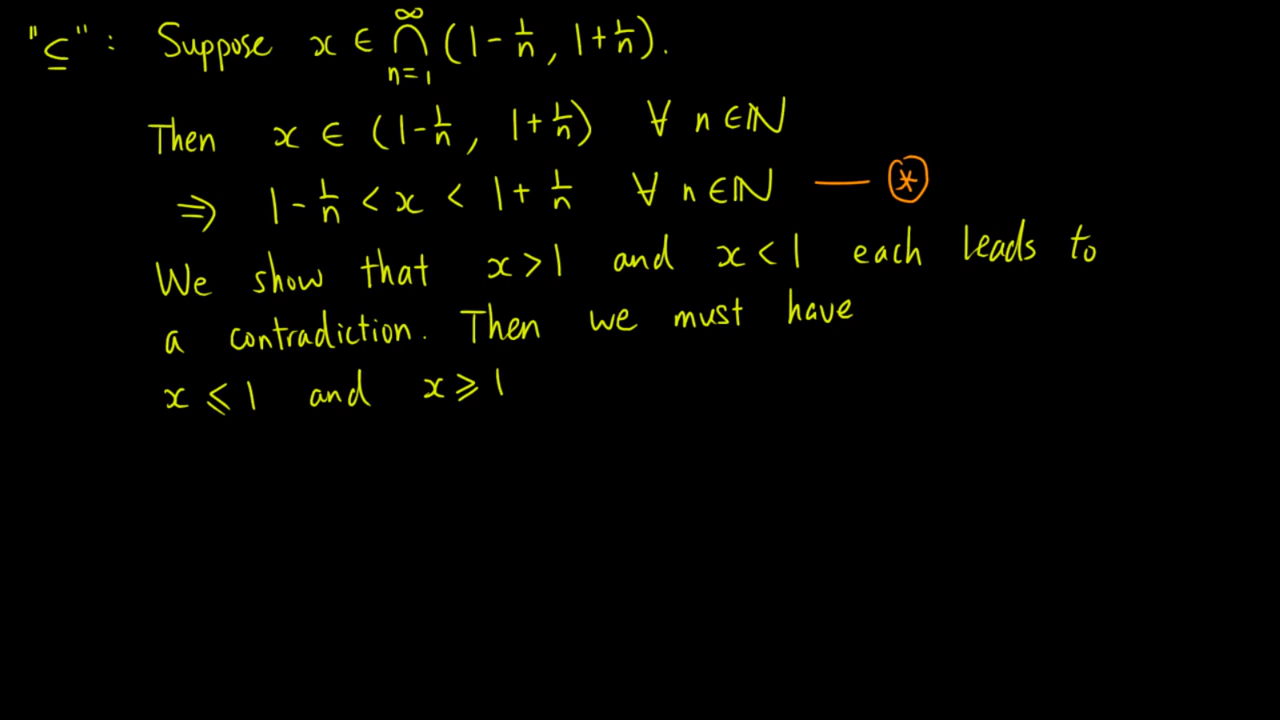 "⊆": Suppose x ∈ ⋂_{n=1}^{∞} (1 - 1/n, 1 + 1/n).
Then x ∈ (1 - 1/n, 1 + 1/n) ∀ n ∈ ℕ
⇒ 1 - 1/n < x < 1 + 1/n ∀ n ∈ ℕ — ⊛
We show that x > 1 and x < 1 each leads to
a contradiction. Then we must have
x ⩽ 1 and x ⩾ 1